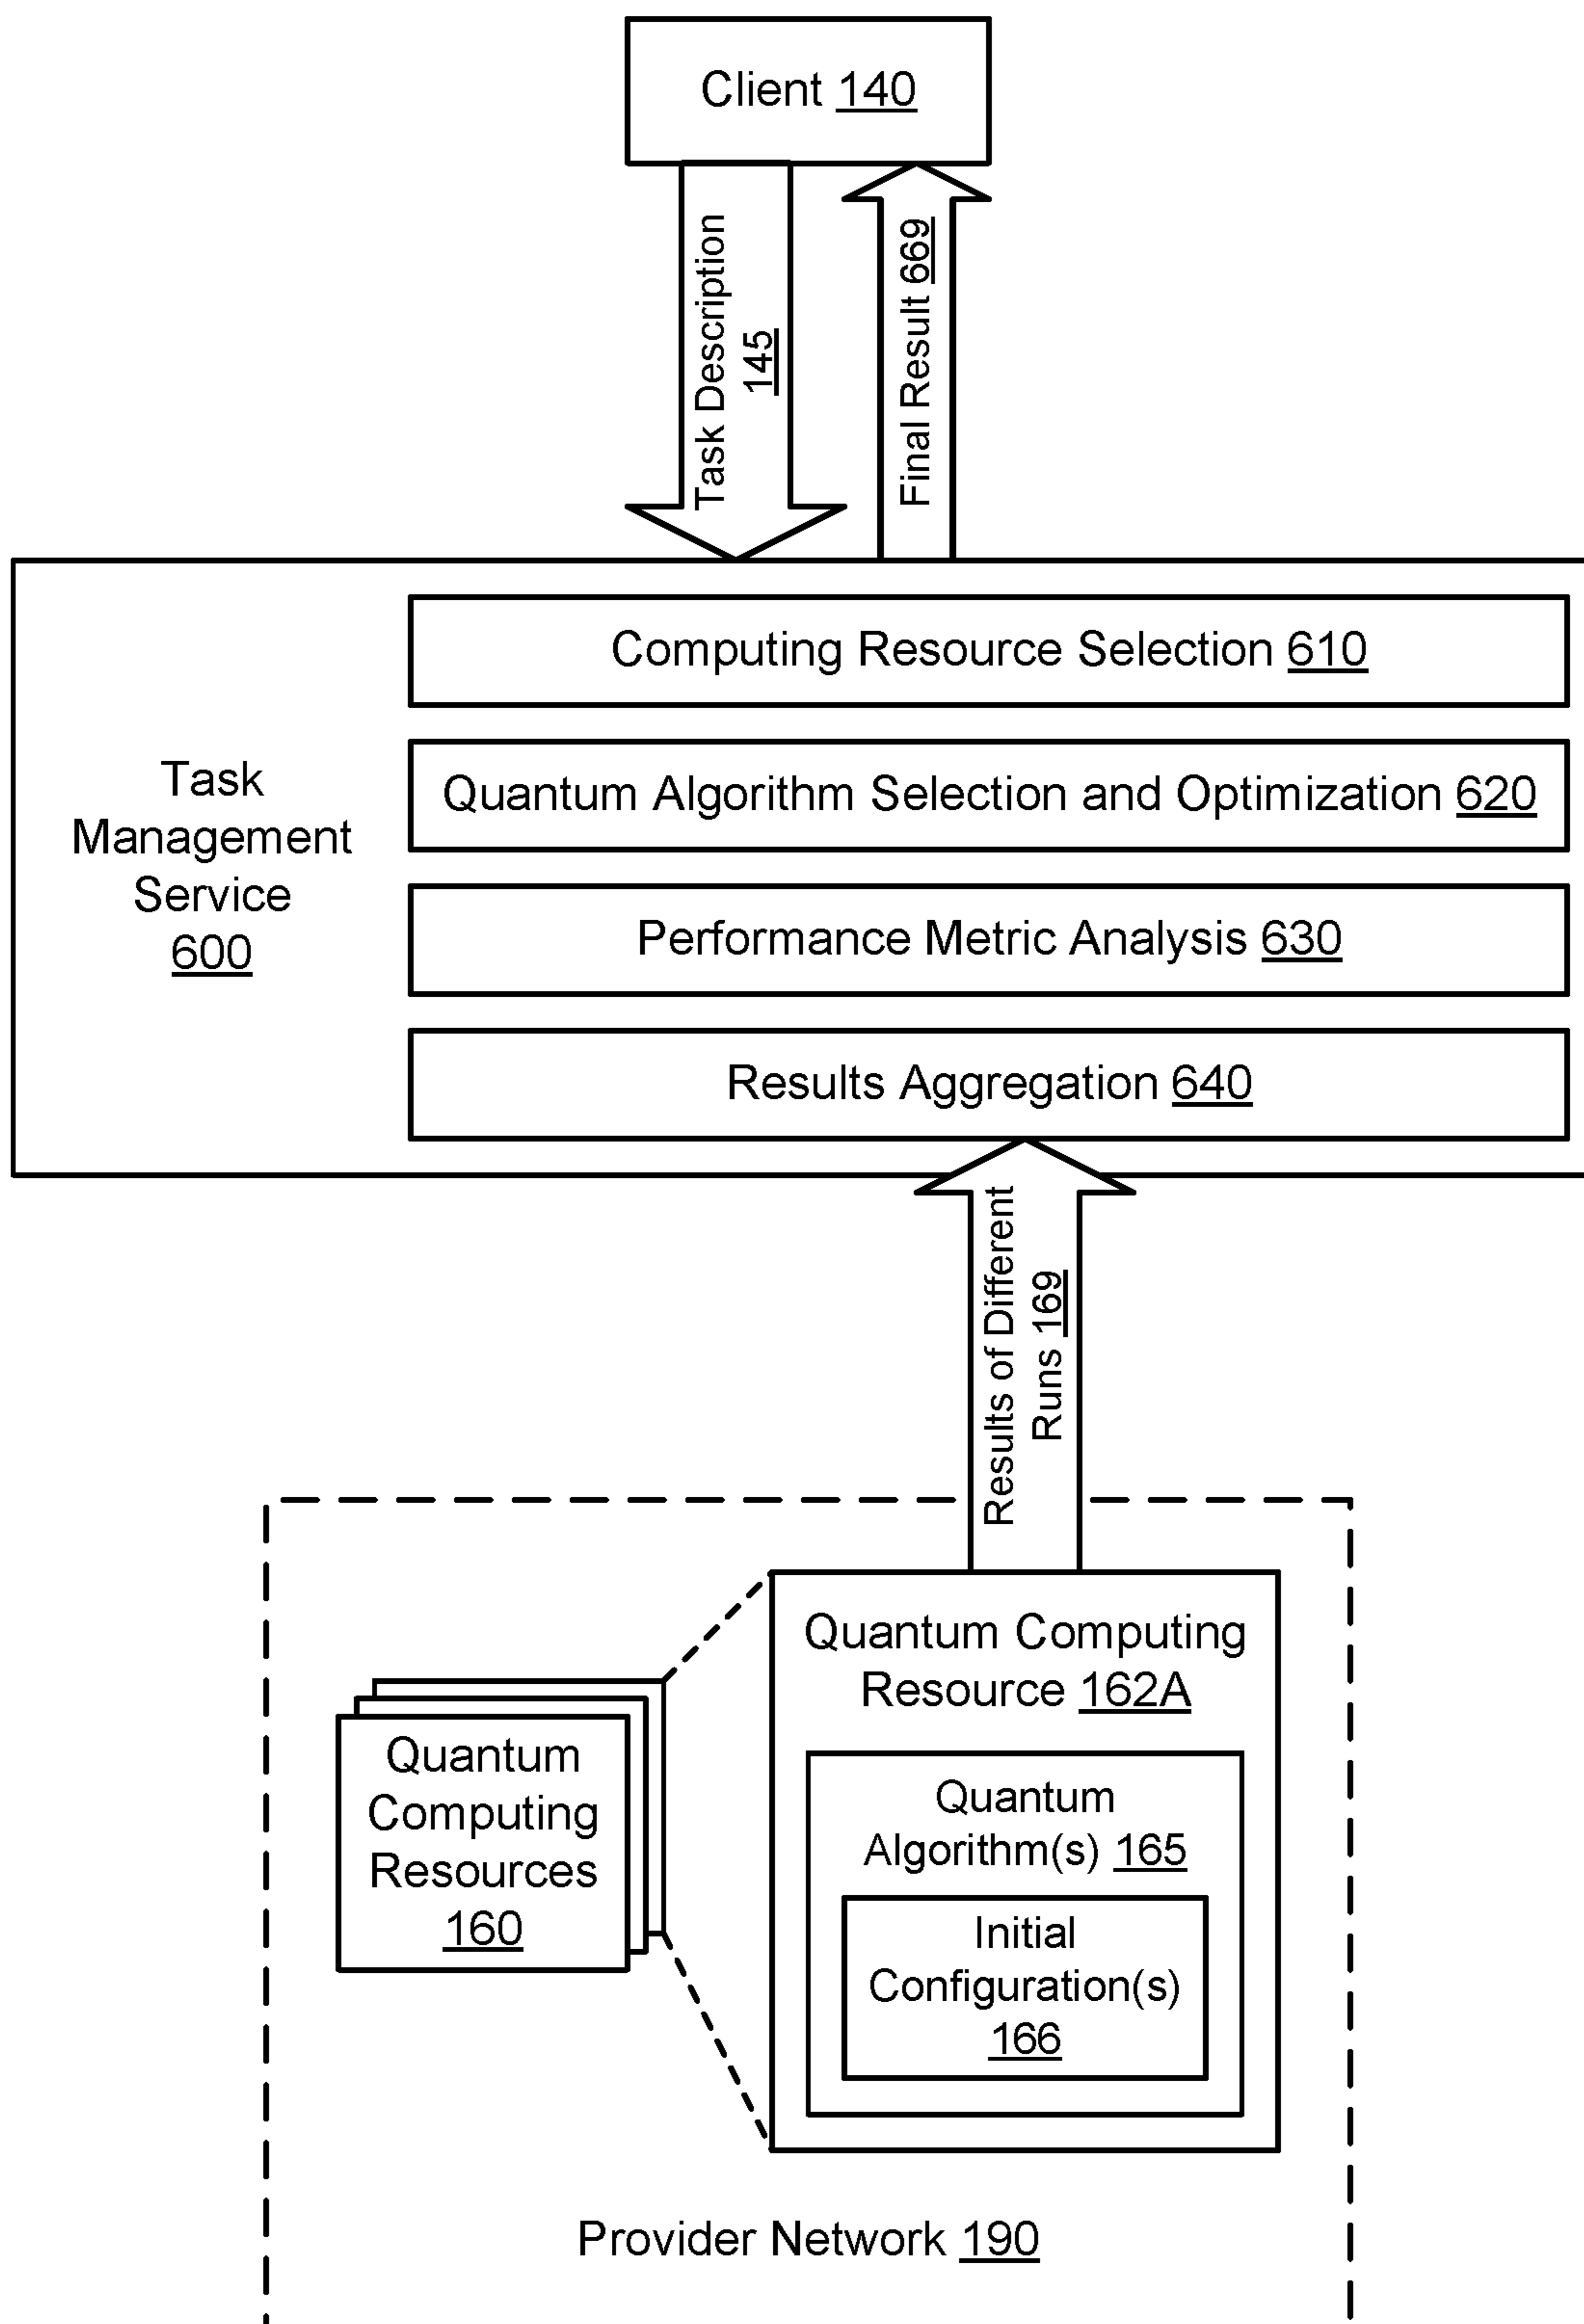 Client 140
Task Description
145
Final Result 669
Computing Resource Selection 610
Task
Management
Service
600
Quantum Algorithm Selection and Optimization 620
Performance Metric Analysis 630
Results Aggregation 640
Results of Different
Runs 169
Quantum Computing
Resource 162A
Quantum
Computing
Resources
160
Quantum
Algorithm(s) 165
Initial
Configuration(s)
166
Provider Network 190